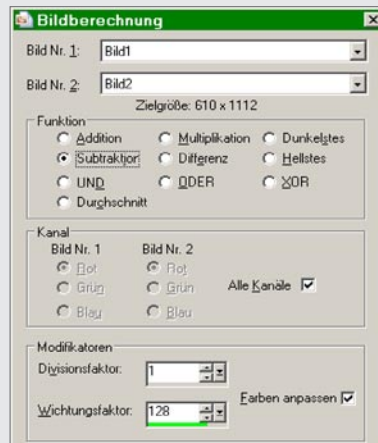 Bildberechnung
Bild Nr. 1: Bild1
Bild Nr. 2: Bild2
Zielgröße: 610 x 1112
Funktion
Addition Multiplikation Dunkelstes
Subtraktion Differenz Hellstes
UND ODER XOR
Durchschnitt
Kanal
Bild Nr. 1 Bild Nr. 2
Rot Rot
Grün Grün Alle Kanäle
Blau Blau
Modifikatoren
Divisionsfaktor: 1
Farben anpassen
Wichtungsfaktor: 128